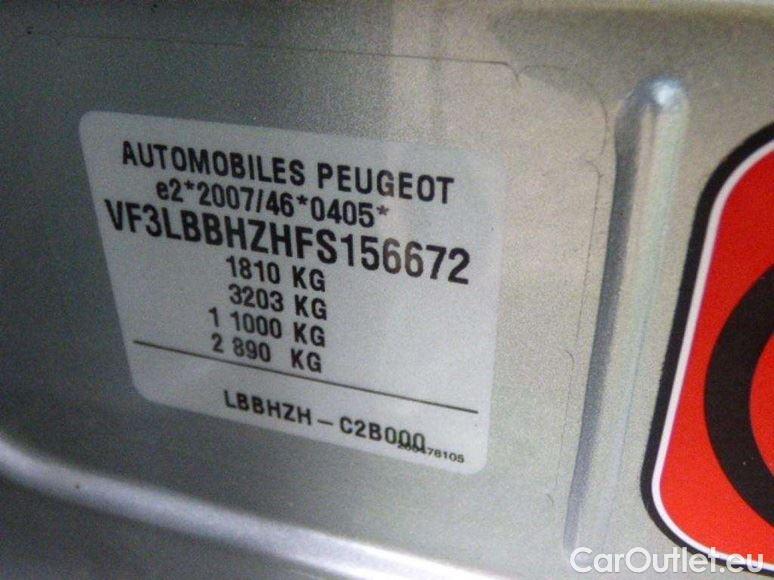 AUTOMOBILES PEUGEOT
e2*2007/46*0405*
VF3LBBHZHFS156672
1810 KG
3203 KG
1 1000 KG
2 890 KG
LBBHZH – C2B000
CarOutlet.eu